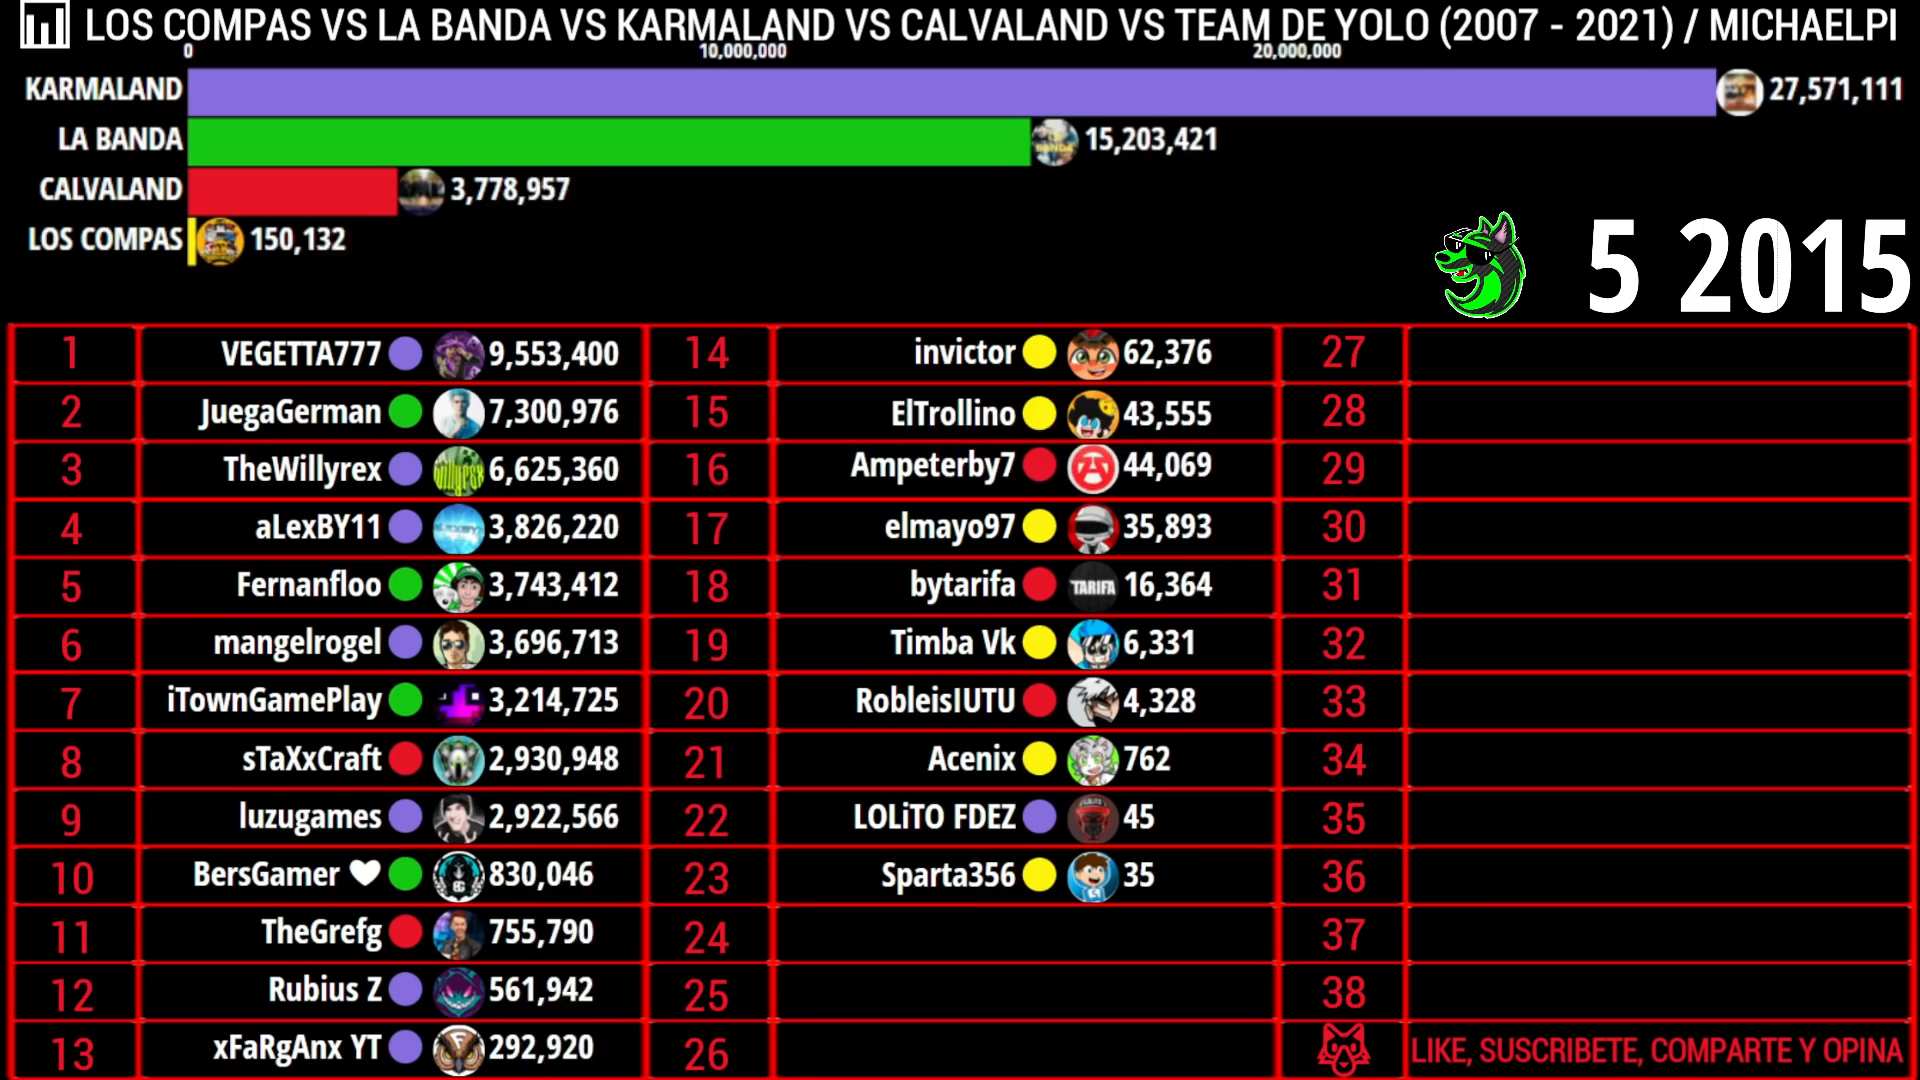 LOS COMPAS VS LA BANDA VS KARMALAND VS CALVALAND VS TEAM DE YOLO (2007 - 2021) / MICHAELPI
0 10,000,000 20,000,000
KARMALAND 27,571,111
LA BANDA 15,203,421
CALVALAND 3,778,957
LOS COMPAS 150,132
5 2015
1 VEGETTA777 9,553,400 14 invictor 62,376 27
2 JuegaGerman 7,300,976 15 ElTrollino 43,555 28
3 TheWillyrex 6,625,360 16 Ampeterby7 44,069 29
4 aLexBY11 3,826,220 17 elmayo97 35,893 30
5 Fernanfloo 3,743,412 18 bytarifa TARIFA 16,364 31
6 mangelrogel 3,696,713 19 Timba Vk 6,331 32
7 iTownGamePlay 3,214,725 20 RobleisIUTU 4,328 33
8 sTaXxCraft 2,930,948 21 Acenix 762 34
9 luzugames 2,922,566 22 LOLiTO FDEZ 45 35
10 BersGamer 830,046 23 Sparta356 35 36
11 TheGrefg 755,790 24 37
12 Rubius Z 561,942 25 38
13 xFaRgAnx YT 292,920 26 LIKE, SUSCRIBETE, COMPARTE Y OPINA